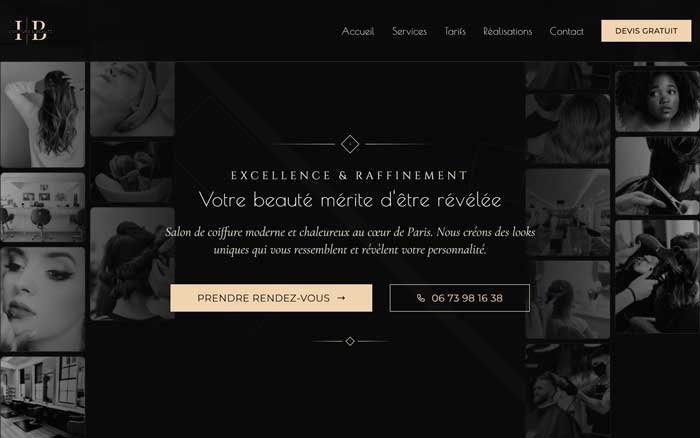 I B
Accueil Services Tarifs Réalisations Contact DEVIS GRATUIT
EXCELLENCE & RAFFINEMENT
Votre beauté mérite d'être révélée
Salon de coiffure moderne et chaleureux au cœur de Paris. Nous créons des looks
uniques qui vous ressemblent et révèlent votre personnalité.
PRENDRE RENDEZ-VOUS →
06 73 98 16 38